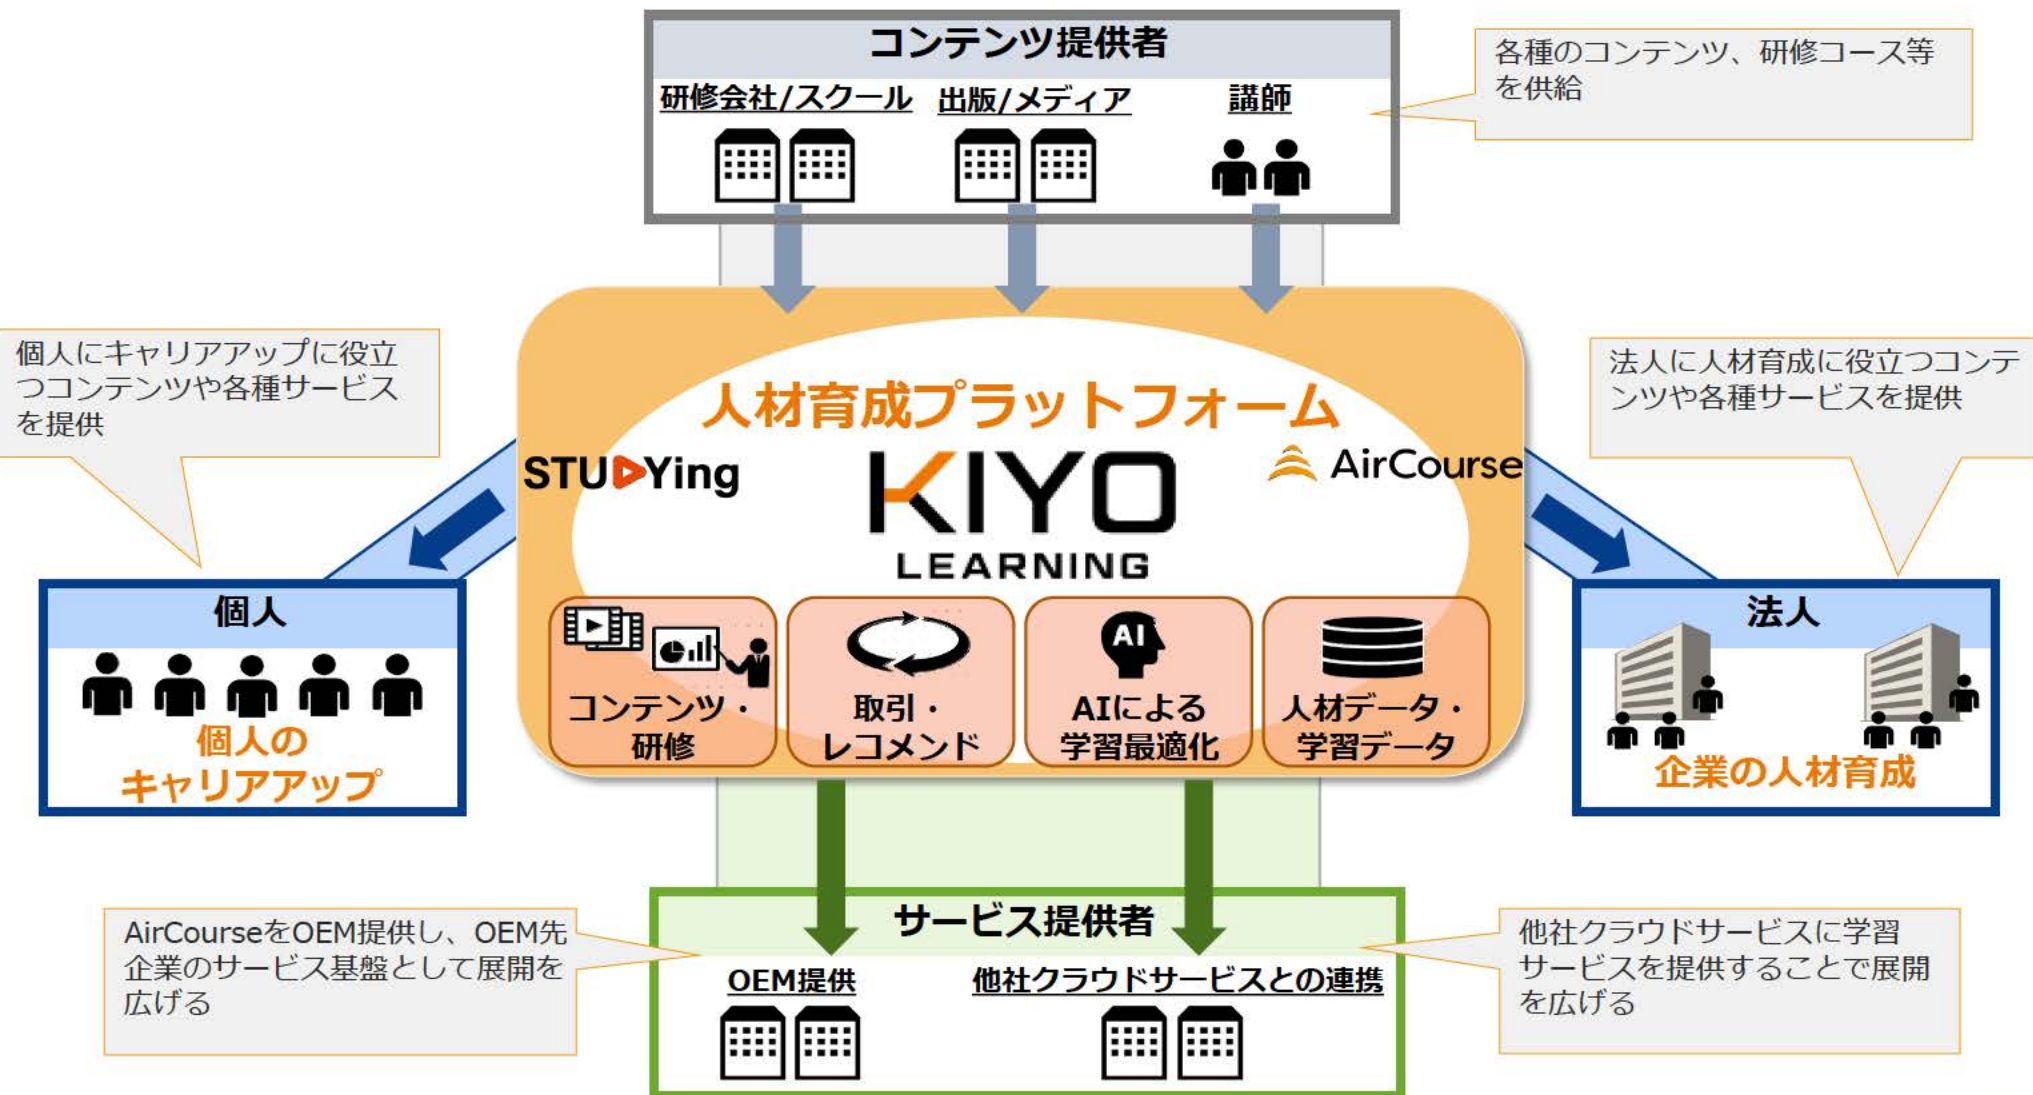 コンテンツ提供者
研修会社/スクール
出版/メディア
講師
各種のコンテンツ、研修コース等
を供給
個人にキャリアアップに役立
つコンテンツや各種サービス
を提供
法人に人材育成に役立つコンテ
ンツや各種サービスを提供
人材育成プラットフォーム
STUDYing
KIYO
LEARNING
AirCourse
個人
個人の
キャリアアップ
コンテンツ・
研修
取引・
レコメンド
AI
AIによる
学習最適化
人材データ・
学習データ
法人
企業の人材育成
AirCourseをOEM提供し、OEM先
企業のサービス基盤として展開を
広げる
サービス提供者
OEM提供
他社クラウドサービスとの連携
他社クラウドサービスに学習
サービスを提供することで展開
を広げる